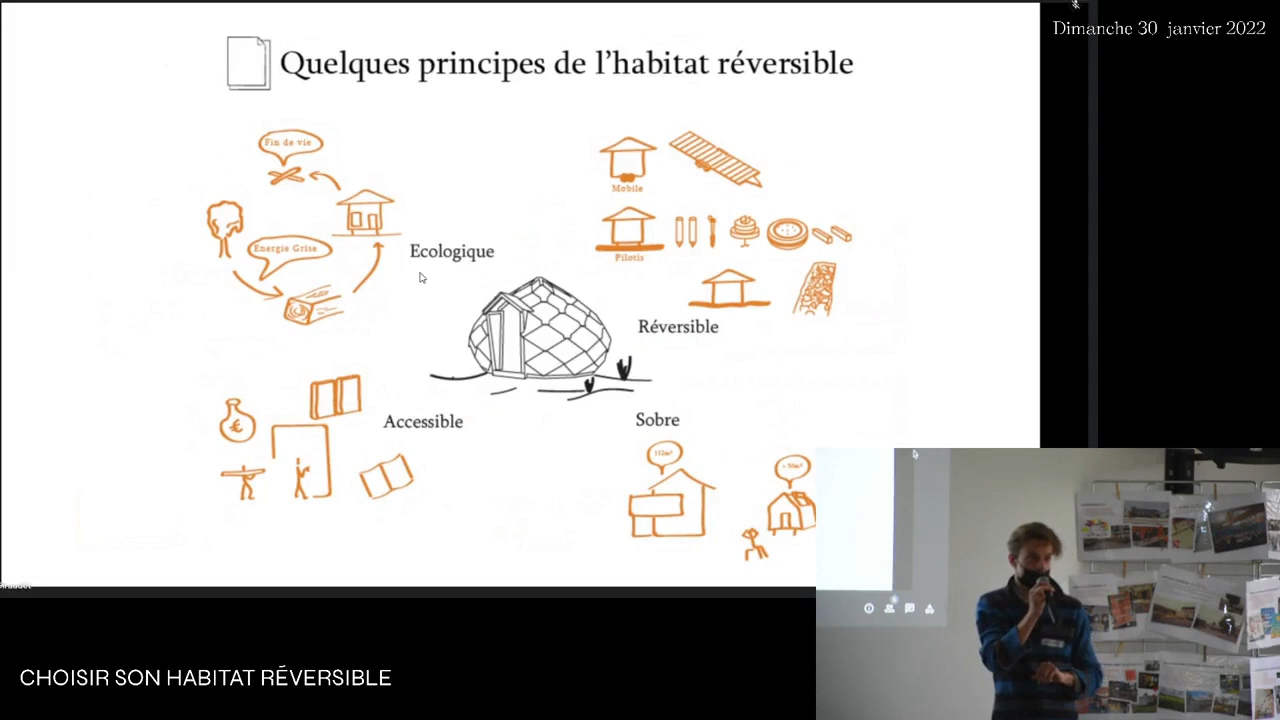 Dimanche 30 janvier 2022
Quelques principes de l'habitat réversible
Fin de vie
Mobile
Energie Grise
Pilotis
Ecologique
Réversible
Accessible
Sobre
112m²
€
CHOISIR SON HABITAT RÉVERSIBLE